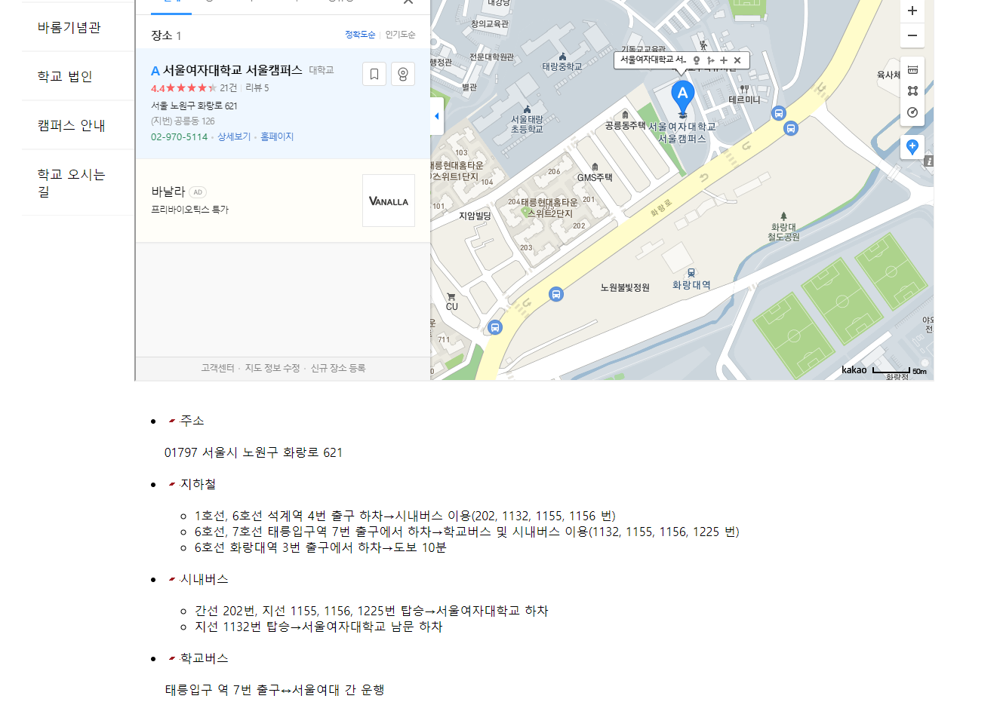 바롬기념관
학교 법인
캠퍼스 안내
학교 오시는
길
장소 1
정확도순 | 인기도순
A 서울여자대학교 서울캠퍼스 대학교
4.4★★★★★ 21건 | 리뷰 5
서울 노원구 화랑로 621
(지번) 공릉동 126
02-970-5114 · 상세보기 · 홈페이지
바날라 AD
프리바이오틱스 특가
VANALLA
고객센터 · 지도 정보 수정 · 신규 장소 등록
대강당
창의교육관
전문대학원관
행정관
별관
태랑중학교
기독교교육관
서울여자대학교 서..
A
육사체
테르미니
서울태랑
초등학교
공릉동주택
서울여자대학교
서울캠퍼스
103
태릉현대홈타운
스위트1단지
104
101
206
GMS주택
204
태릉현대홈타운
201
205
스위트2단지
202
203
지암빌딩
화랑로
화랑대
철도공원
화랑대역
노원불빛정원
CU
운
711
0
야외
전
kakao
50m
화랑정
주소
01797 서울시 노원구 화랑로 621
지하철
1호선, 6호선 석계역 4번 출구 하차→시내버스 이용(202, 1132, 1155, 1156 번)
6호선, 7호선 태릉입구역 7번 출구에서 하차→학교버스 및 시내버스 이용(1132, 1155, 1156, 1225 번)
6호선 화랑대역 3번 출구에서 하차→도보 10분
시내버스
간선 202번, 지선 1155, 1156, 1225번 탑승→서울여자대학교 하차
지선 1132번 탑승→서울여자대학교 남문 하차
학교버스
태릉입구 역 7번 출구↔서울여대 간 운행